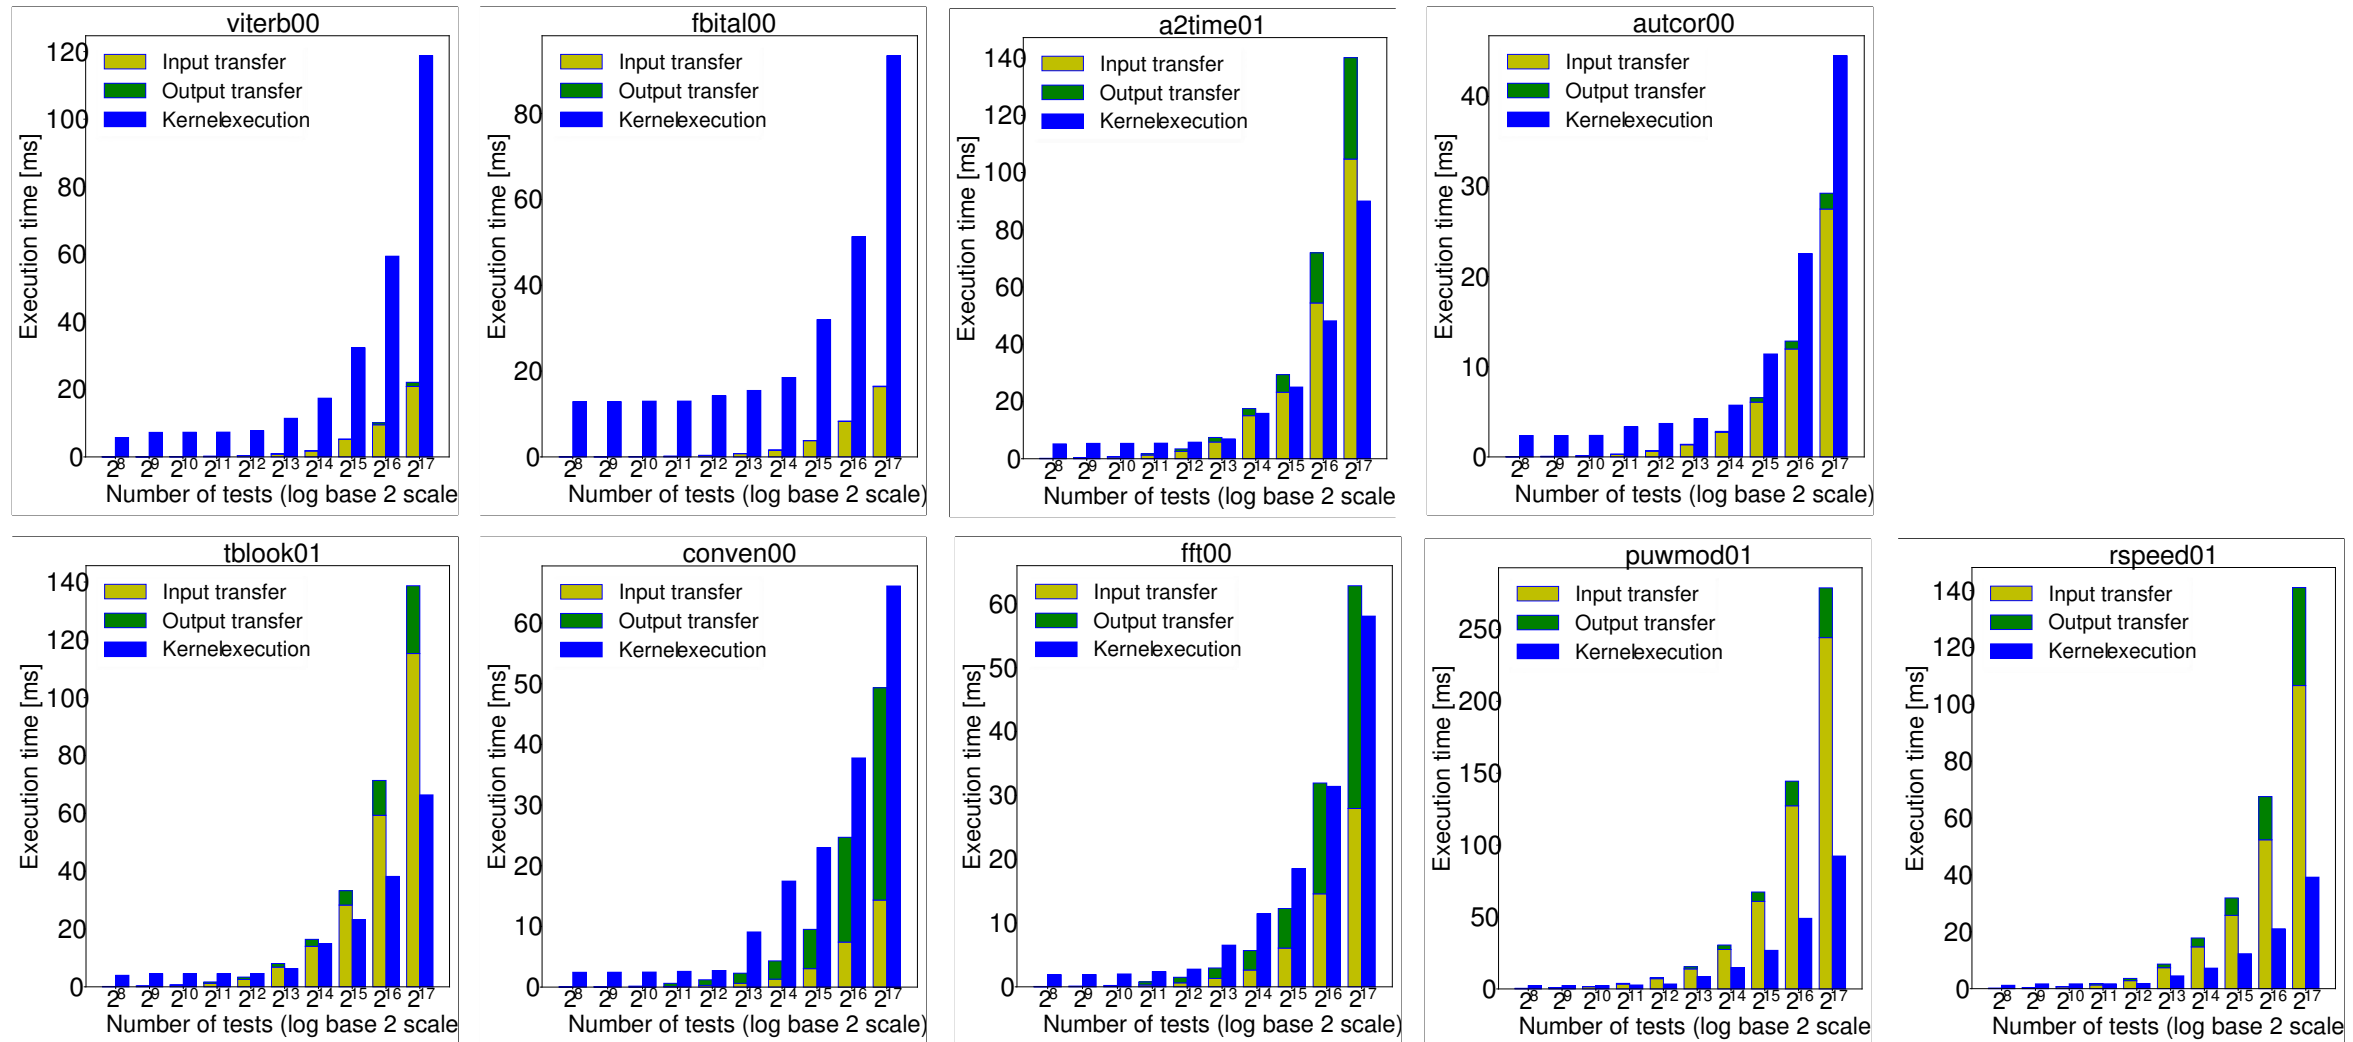 viterb00
Input transfer
Output transfer
Kernelexecution
Execution time [ms]
120
100
80
60
40
20
0
2^8 2^9 2^10 2^11 2^12 2^13 2^14 2^15 2^16 2^17
Number of tests (log base 2 scale
fbital00
Input transfer
Output transfer
Kernelexecution
Execution time [ms]
80
60
40
20
0
2^8 2^9 2^10 2^11 2^12 2^13 2^14 2^15 2^16 2^17
Number of tests (log base 2 scale)
a2time01
Input transfer
Output transfer
Kernelexecution
Execution time [ms]
140
120
100
80
60
40
20
0
2^8 2^9 2^10 2^11 2^12 2^13 2^14 2^15 2^16 2^17
Number of tests (log base 2 scale
autcor00
Input transfer
Output transfer
Kernelexecution
Execution time [ms]
40
30
20
10
0
2^8 2^9 2^10 2^11 2^12 2^13 2^14 2^15 2^16 2^17
Number of tests (log base 2 scale)
tblook01
Input transfer
Output transfer
Kernelexecution
Execution time [ms]
140
120
100
80
60
40
20
0
2^8 2^9 2^10 2^11 2^12 2^13 2^14 2^15 2^16 2^17
Number of tests (log base 2 scale
conven00
Input transfer
Output transfer
Kernelexecution
Execution time [ms]
60
50
40
30
20
10
0
2^8 2^9 2^10 2^11 2^12 2^13 2^14 2^15 2^16 2^17
Number of tests (log base 2 scale)
fft00
Input transfer
Output transfer
Kernelexecution
Execution time [ms]
60
50
40
30
20
10
0
2^8 2^9 2^10 2^11 2^12 2^13 2^14 2^15 2^16 2^17
Number of tests (log base 2 scale
puwmod01
Input transfer
Output transfer
Kernelexecution
Execution time [ms]
250
200
150
100
50
0
2^8 2^9 2^10 2^11 2^12 2^13 2^14 2^15 2^16 2^17
Number of tests (log base 2 scale
rspeed01
Input transfer
Output transfer
Kernelexecution
Execution time [ms]
140
120
100
80
60
40
20
0
2^8 2^9 2^10 2^11 2^12 2^13 2^14 2^15 2^16 2^17
Number of tests (log base 2 scale